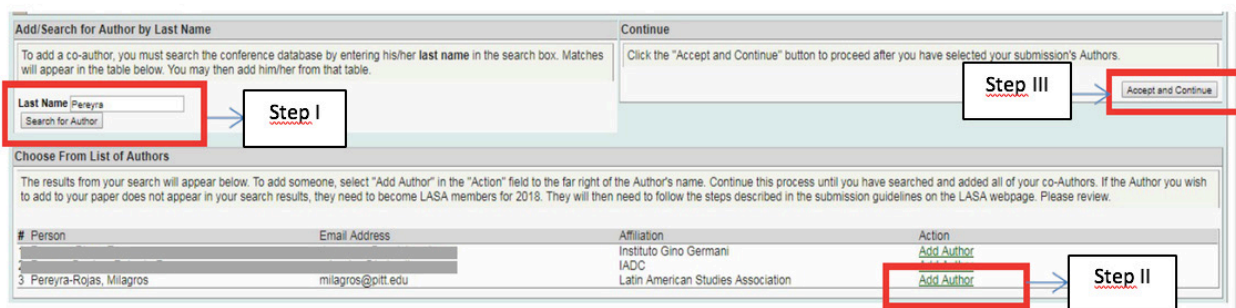 Add/Search for Author by Last Name
To add a co-author, you must search the conference database by entering his/her last name in the search box. Matches
will appear in the table below. You may then add him/her from that table.
Last Name Pereyra
Search for Author
Step I
Continue
Click the "Accept and Continue" button to proceed after you have selected your submission's Authors.
Step III
Accept and Continue
Choose From List of Authors
The results from your search will appear below. To add someone, select "Add Author" in the "Action" field to the far right of the Author's name. Continue this process until you have searched and added all of your co-Authors. If the Author you wish
to add to your paper does not appear in your search results, they need to become LASA members for 2018. They will then need to follow the steps described in the submission guidelines on the LASA webpage. Please review.
# Person Email Address Affiliation Action
Instituto Gino Germani Add Author
IADC Add Author
3 Pereyra-Rojas, Milagros milagros@pitt.edu Latin American Studies Association Add Author
Step II